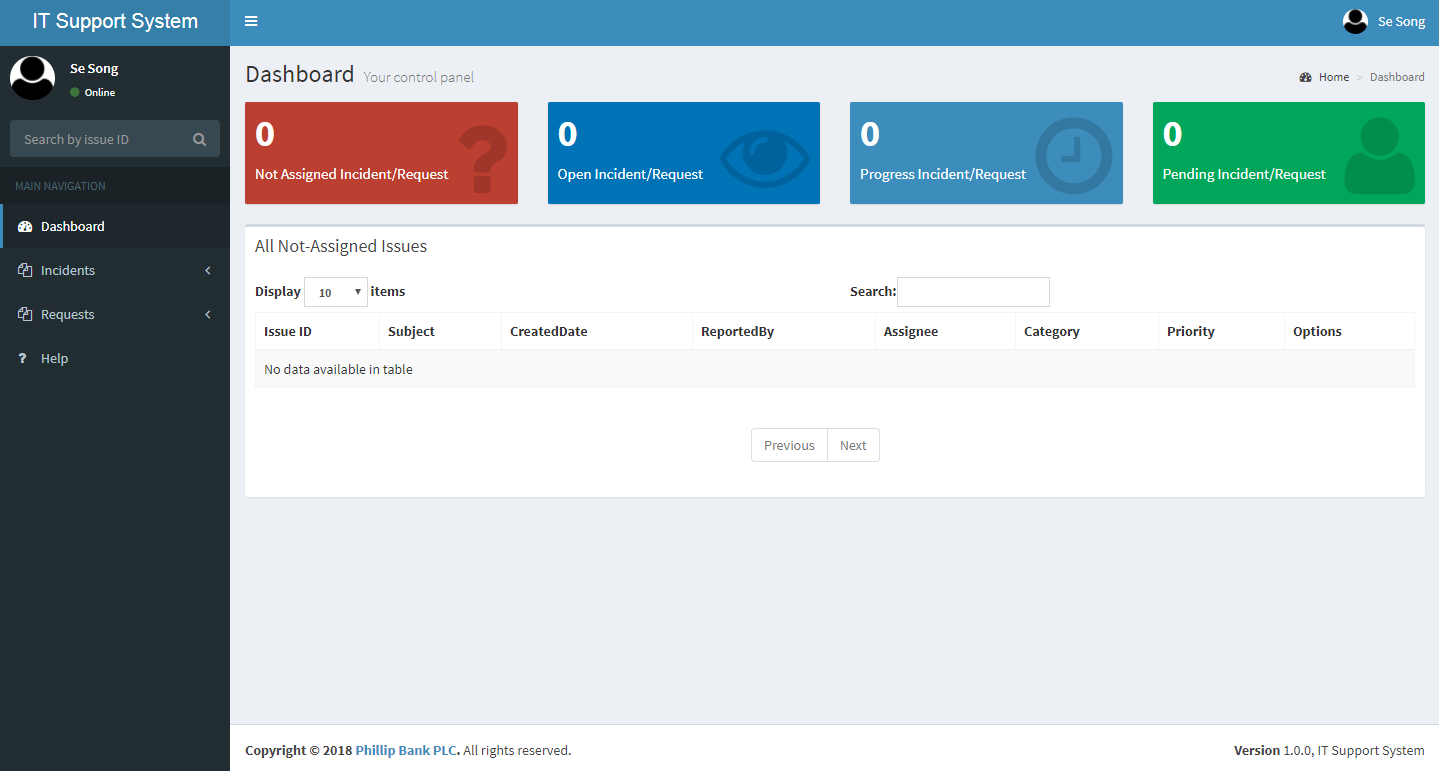 IT Support System
Se Song
Se Song
Online
Search by issue ID
MAIN NAVIGATION
Dashboard
Incidents
Requests
Help
Dashboard Your control panel
Home > Dashboard
0
Not Assigned Incident/Request
0
Open Incident/Request
0
Progress Incident/Request
0
Pending Incident/Request
All Not-Assigned Issues
Display 10 items
Search:
Issue ID Subject CreatedDate ReportedBy Assignee Category Priority Options
No data available in table
Previous Next
Copyright © 2018 Phillip Bank PLC. All rights reserved.
Version 1.0.0, IT Support System